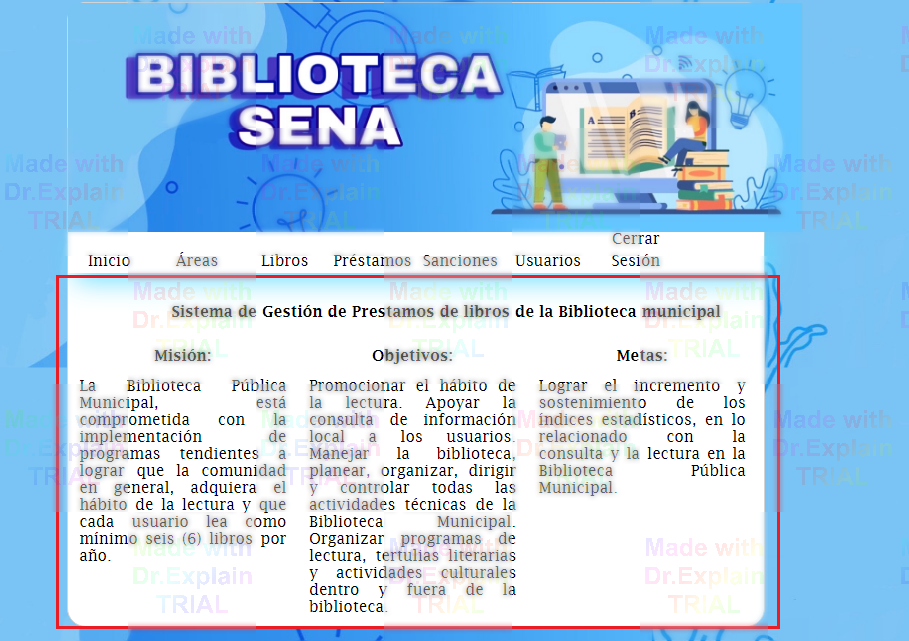 BIBLIOTECA
SENA
A
B
Inicio Áreas Libros Préstamos Sanciones Usuarios Cerrar Sesión
Sistema de Gestión de Prestamos de libros de la Biblioteca municipal
Misión:
La Biblioteca Pública
Municipal, está
comprometida con la
implementación de
programas tendientes a
lograr que la comunidad
en general, adquiera el
hábito de la lectura y que
cada usuario lea como
mínimo seis (6) libros por
año.
Objetivos:
Promocionar el hábito de
la lectura. Apoyar la
consulta de información
local a los usuarios.
Manejar la biblioteca,
planear, organizar, dirigir
y controlar todas las
actividades técnicas de la
Biblioteca Municipal.
Organizar programas de
lectura, tertulias literarias
y actividades culturales
dentro y fuera de la
biblioteca.
Metas:
Lograr el incremento y
sostenimiento de los
índices estadísticos, en lo
relacionado con la
consulta y la lectura en la
Biblioteca Pública
Municipal.
Made with
Dr.Explain
TRIAL